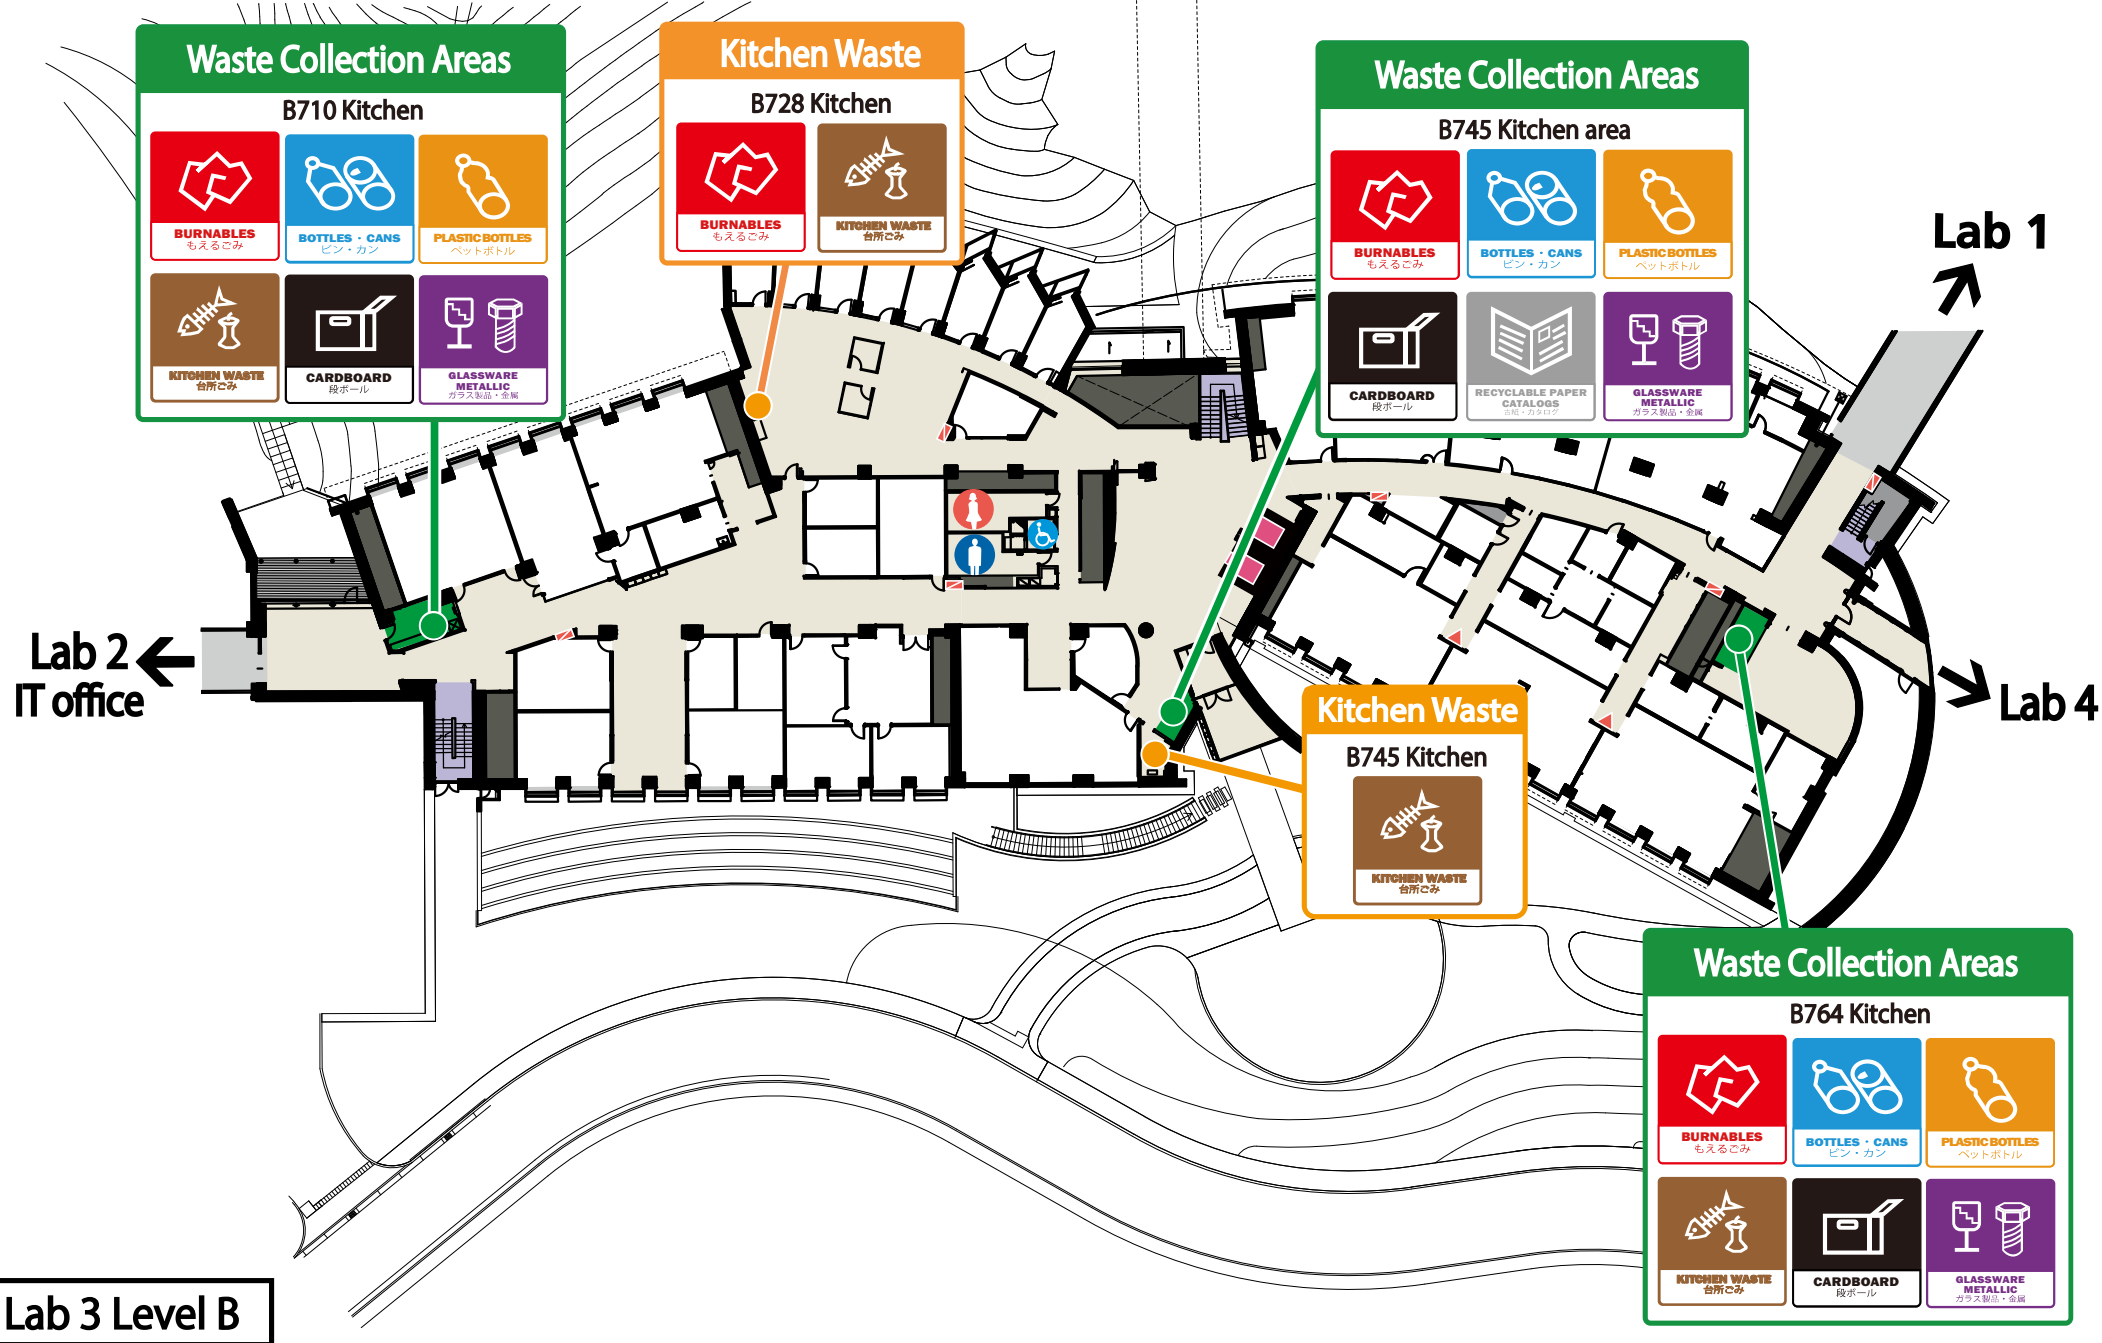 Waste Collection Areas
B710 Kitchen
BURNABLES
もえるごみ
BOTTLES・CANS
ビン・カン
PLASTIC BOTTLES
ペットボトル
KITCHEN WASTE
台所ごみ
CARDBOARD
段ボール
GLASSWARE
METALLIC
ガラス製品・金属
Kitchen Waste
B728 Kitchen
BURNABLES
もえるごみ
KITCHEN WASTE
台所ごみ
Waste Collection Areas
B745 Kitchen area
BURNABLES
もえるごみ
BOTTLES・CANS
ビン・カン
PLASTIC BOTTLES
ペットボトル
CARDBOARD
段ボール
RECYCLABLE PAPER
CATALOGS
古紙・カタログ
GLASSWARE
METALLIC
ガラス製品・金属
Lab 1
Lab 2
IT office
Lab 4
Kitchen Waste
B745 Kitchen
KITCHEN WASTE
台所ごみ
Waste Collection Areas
B764 Kitchen
BURNABLES
もえるごみ
BOTTLES・CANS
ビン・カン
PLASTIC BOTTLES
ペットボトル
KITCHEN WASTE
台所ごみ
CARDBOARD
段ボール
GLASSWARE
METALLIC
ガラス製品・金属
Lab 3 Level B